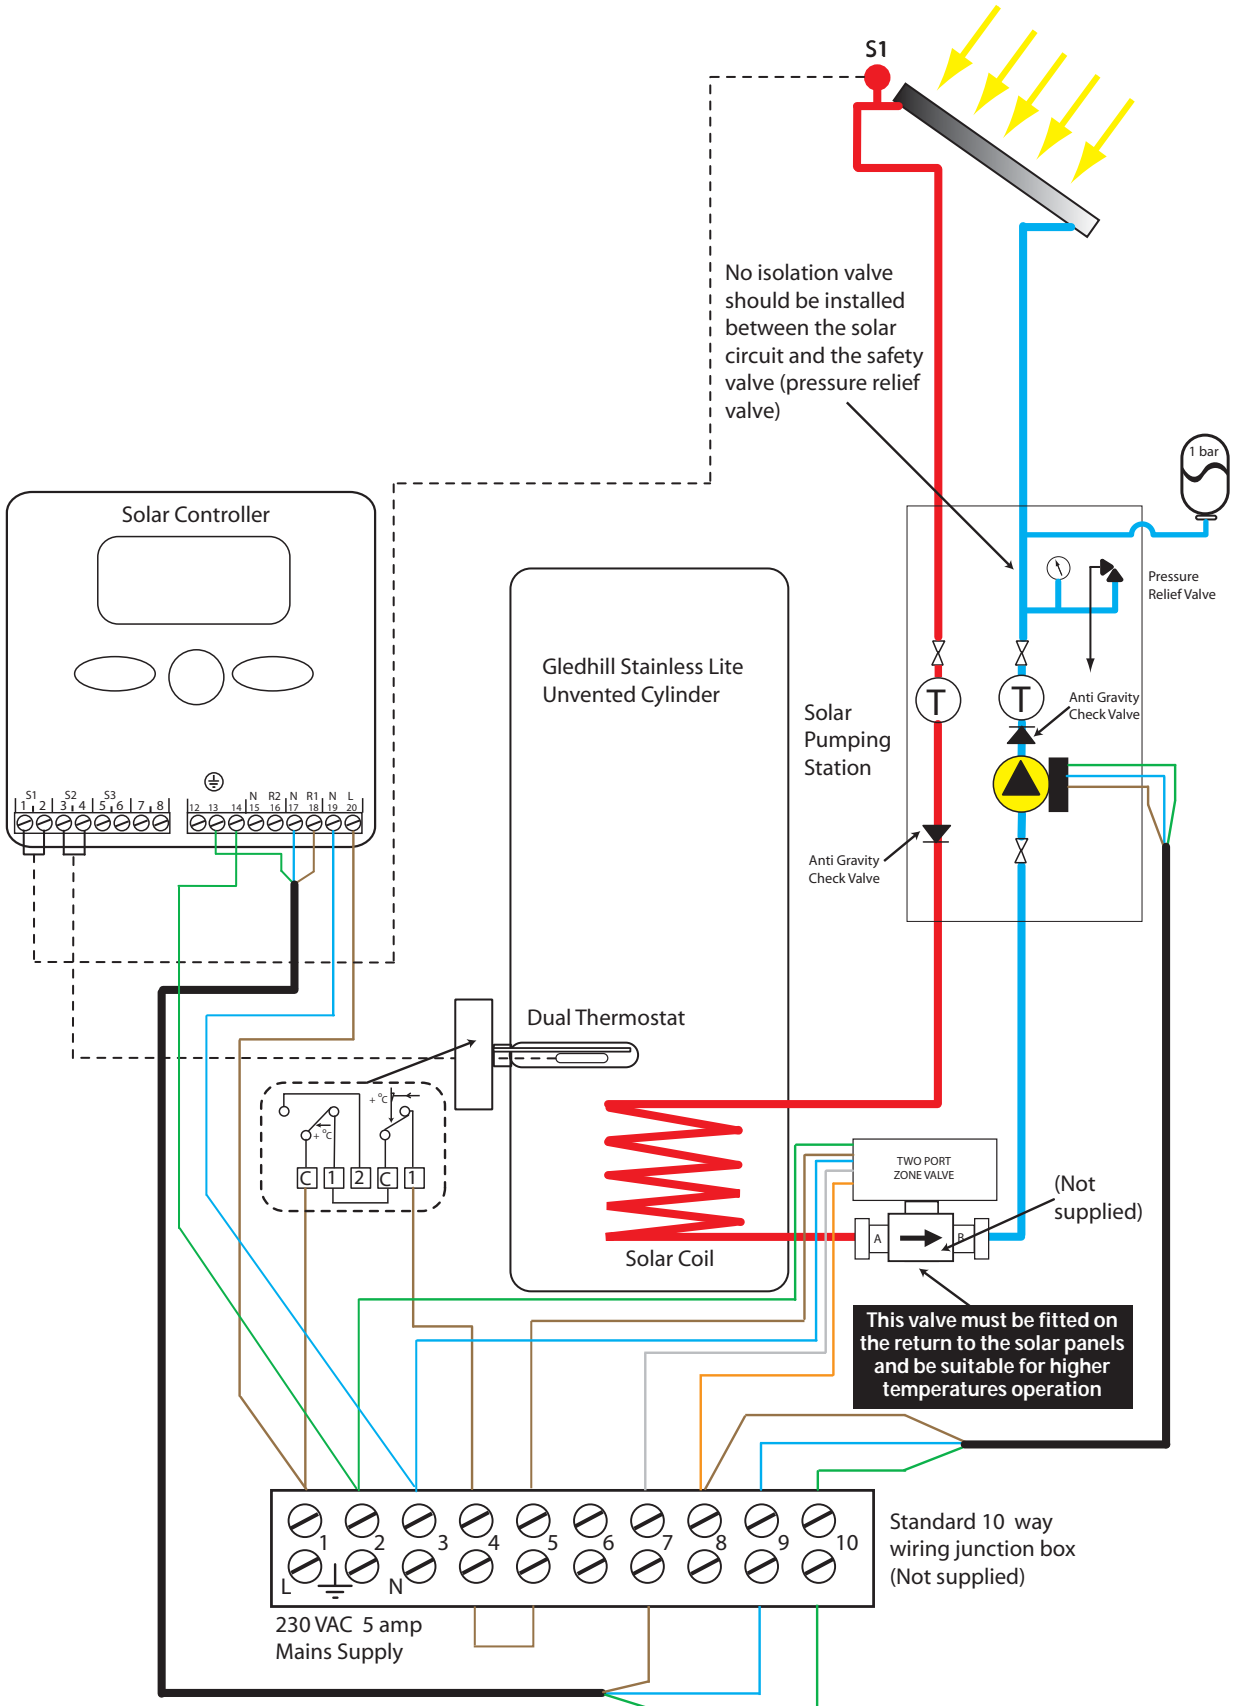 S1
No isolation valve
should be installed
between the solar
circuit and the safety
valve (pressure relief
valve)
1 bar
Solar Controller
Pressure
Relief Valve
Gledhill Stainless Lite
Unvented Cylinder
T
T
Anti Gravity
Check Valve
Solar
Pumping
Station
S1 S2 S3
1 2 3 4 5 6 7 8
N R2 N R1 N L
12 13 14 15 16 17 18 19 20
Anti Gravity
Check Valve
Dual Thermostat
+ °C
+ °C
C 1 2 C 1
TWO PORT
ZONE VALVE
(Not
supplied)
A
B
Solar Coil
This valve must be fitted on
the return to the solar panels
and be suitable for higher
temperatures operation
1 2 3 4 5 6 7 8 9 10
L N
Standard 10 way
wiring junction box
(Not supplied)
230 VAC 5 amp
Mains Supply